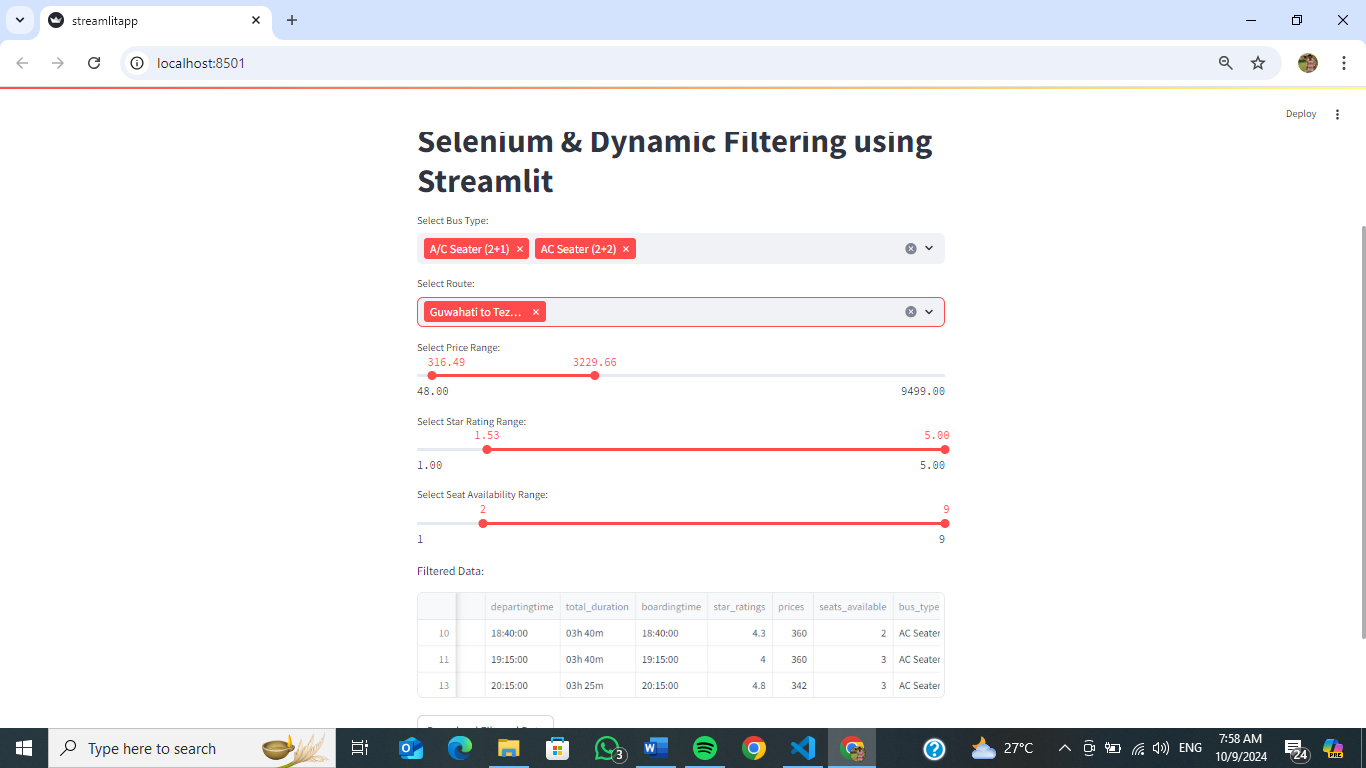 streamlitapp
localhost:8501
Deploy
Selenium & Dynamic Filtering using
Streamlit
Select Bus Type:
A/C Seater (2+1) AC Seater (2+2)
Select Route:
Guwahati to Tez...
Select Price Range:
316.49 3229.66
48.00 9499.00
Select Star Rating Range:
1.53 5.00
1.00 5.00
Select Seat Availability Range:
2 9
1 9
Filtered Data:
departingtime total_duration boardingtime star_ratings prices seats_available bus_type
10 18:40:00 03h 40m 18:40:00 4.3 360 2 AC Seater
11 19:15:00 03h 40m 19:15:00 4 360 3 AC Seater
13 20:15:00 03h 25m 20:15:00 4.8 342 3 AC Seater
Type here to search 3 27°C ENG 7:58 AM 24 PRE
10/9/2024